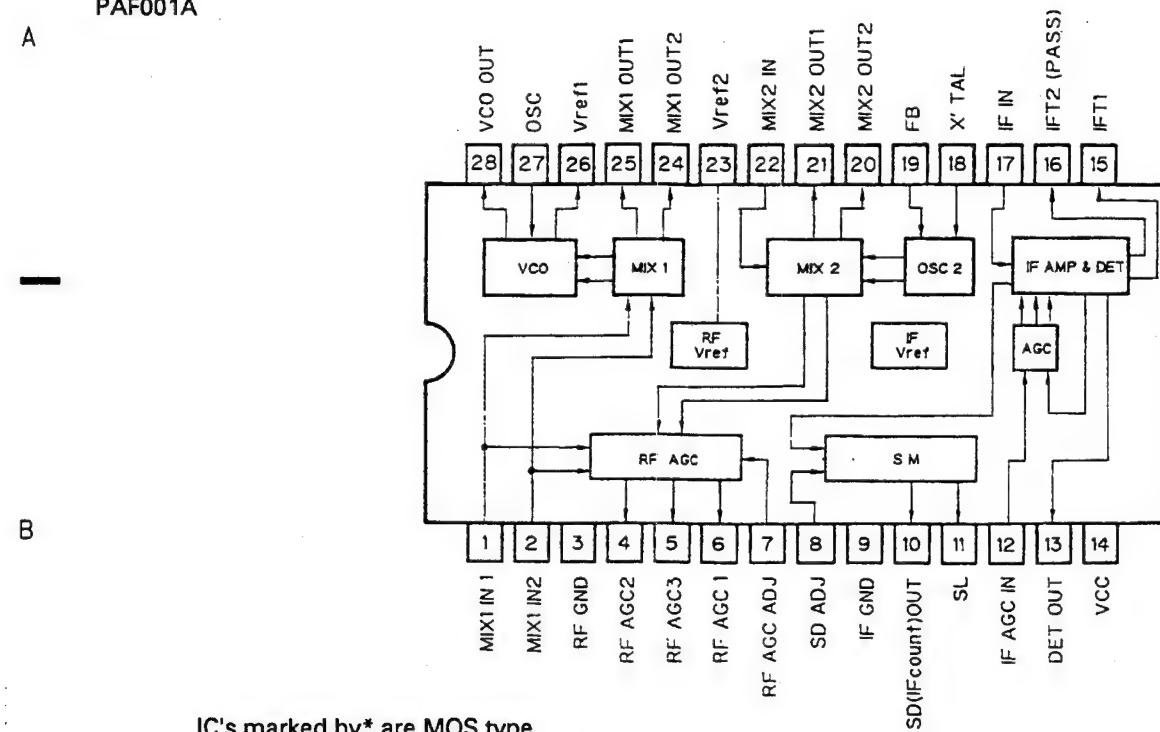 PAF001A
A
VCO OUT
OSC
Vref1
MIX1 OUT1
MIX1 OUT2
Vref2
MIX2 IN
MIX2 OUT1
MIX2 OUT2
FB
X' TAL
IF IN
IFT2 (PASS)
IFT1
28 27 26 25 24 23 22 21 20 19 18 17 16 15
VCO
MIX 1
MIX 2
OSC 2
IF AMP & DET
RF
Vref
IF
Vref
AGC
RF AGC
S M
B
1 2 3 4 5 6 7 8 9 10 11 12 13 14
MIX1 IN1
MIX1 IN2
RF GND
RF AGC2
RF AGC3
RF AGC1
RF AGC ADJ
SD ADJ
IF GND
SD(IFcount)OUT
SL
IF AGC IN
DET OUT
VCC
IC's marked by* are MOS type